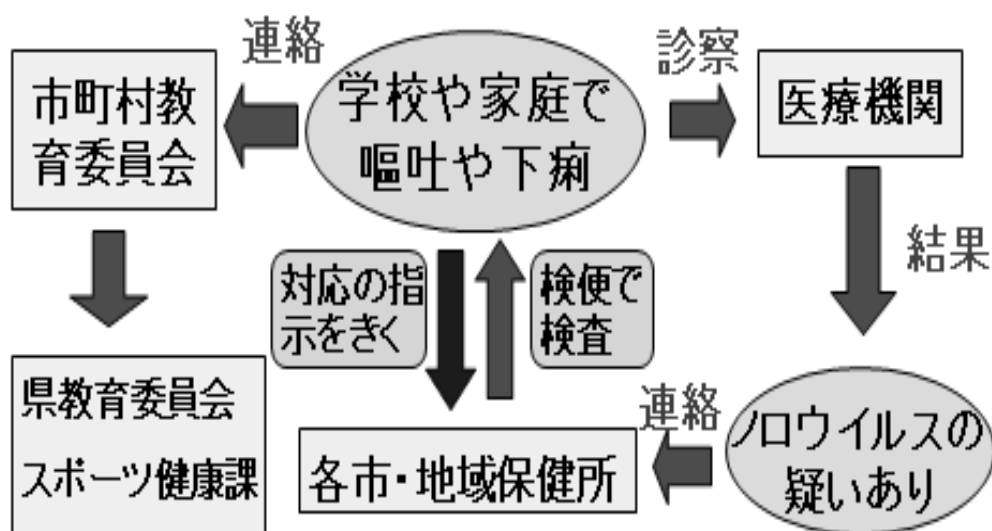 連絡
学校や家庭で
嘔吐や下痢
診察
市町村教
育委員会
医療機関
対応の指
示をきく
検便で
検査
結果
県教育委員会
スポーツ健康課
各市・地域保健所
連絡
ノロウイルスの
疑いあり